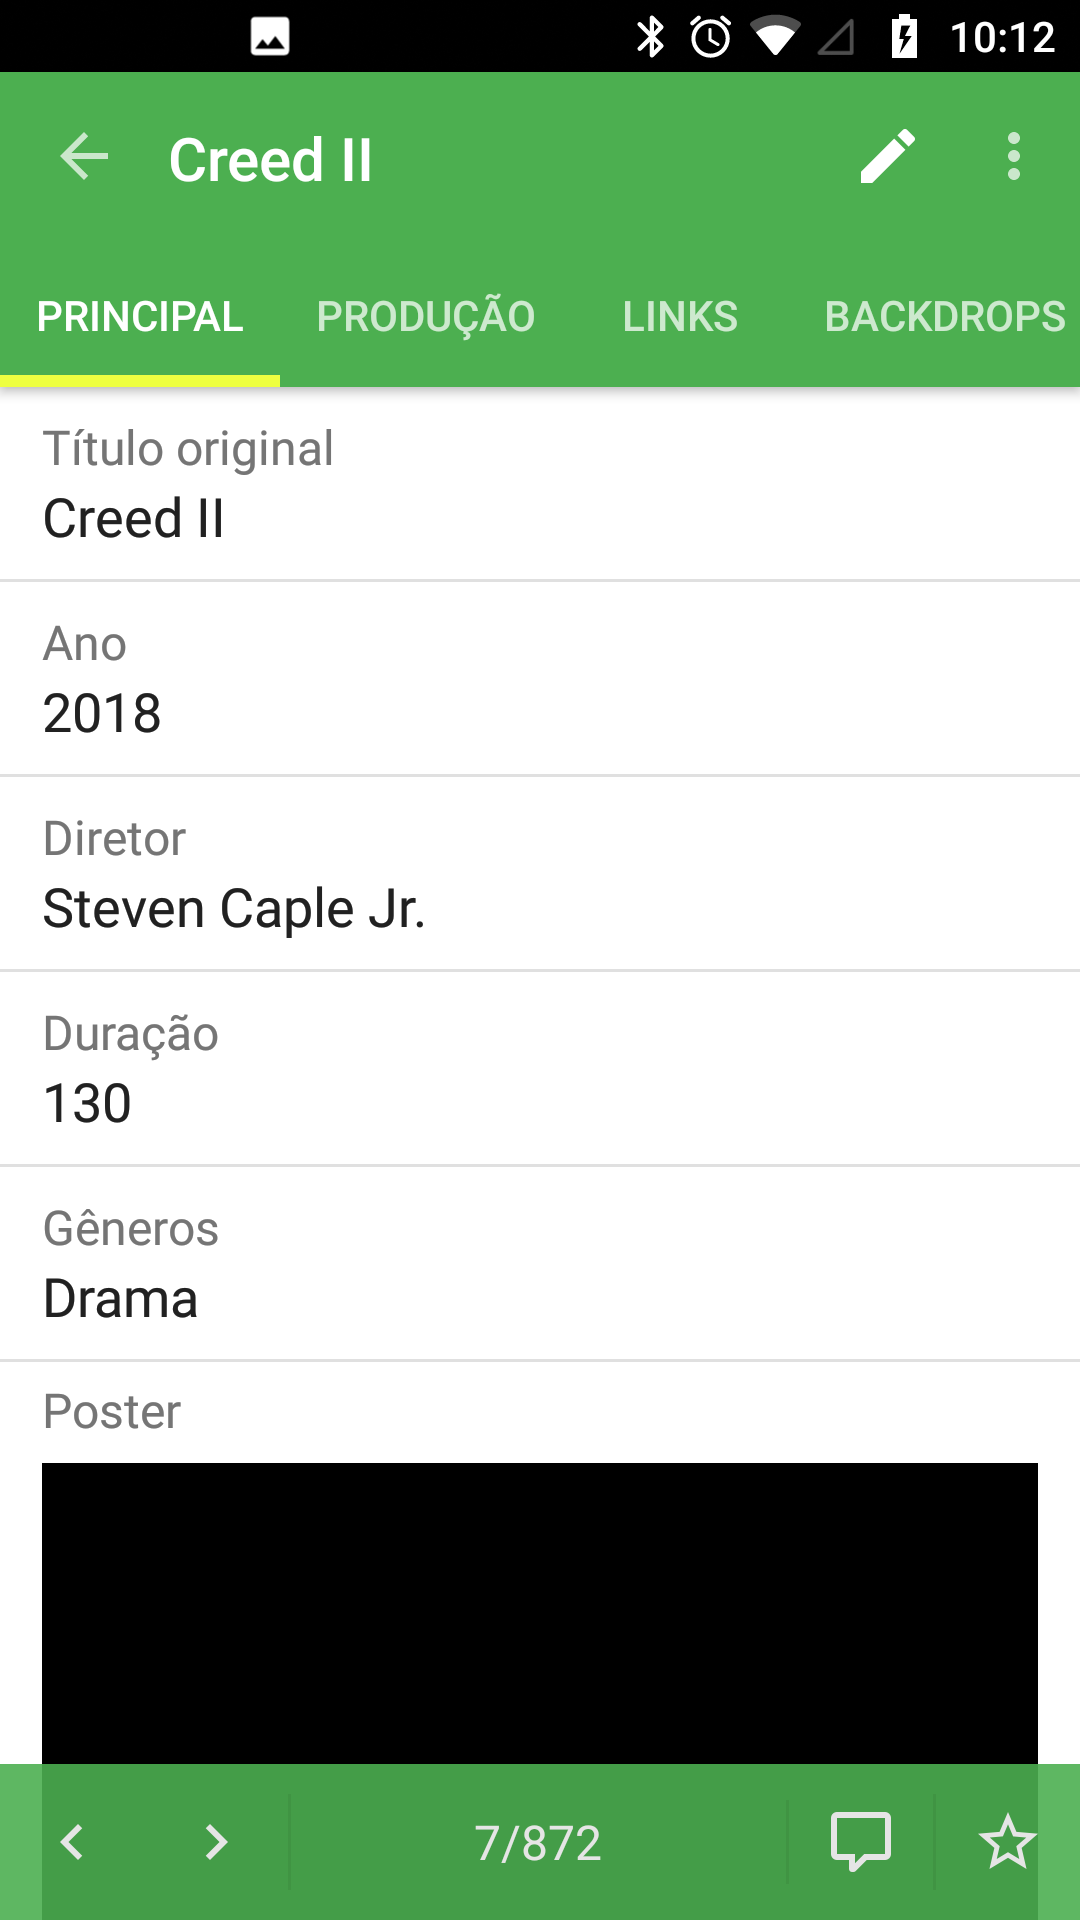 10:12
Creed II
PRINCIPAL PRODUÇÃO LINKS BACKDROPS
Título original
Creed II
Ano
2018
Diretor
Steven Caple Jr.
Duração
130
Gêneros
Drama
Poster
7/872